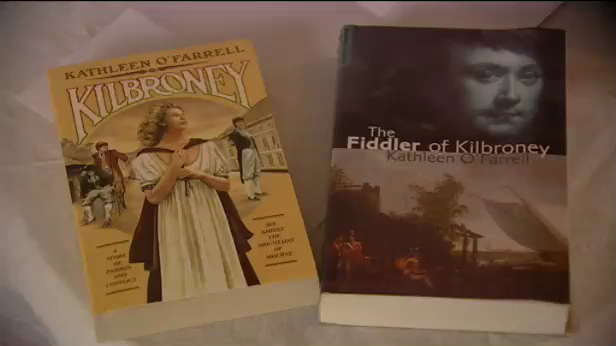 KATHLEEN O'FARRELL
KILBRONEY
A
STORY
OF
PASSION
AND
CONFLICT
SET
AMIDST
THE
MOUNTAINS
OF
MOURNE
The
Fiddler of Kilbroney
Kathleen O'Farrell